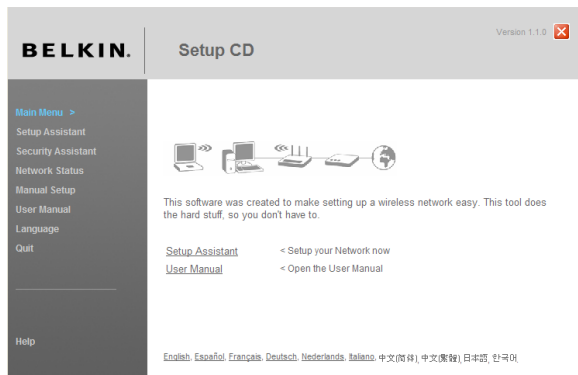 BELKIN.
Setup CD
Version 1.1.0
Main Menu >
Setup Assistant
Security Assistant
Network Status
Manual Setup
User Manual
Language
Quit
Help
This software was created to make setting up a wireless network easy. This tool does
the hard stuff, so you don't have to.
Setup Assistant < Setup your Network now
User Manual < Open the User Manual
English, Español, Français, Deutsch, Nederlands, Italiano, 中文(简体), 中文(繁體), 日本語, 한국어,